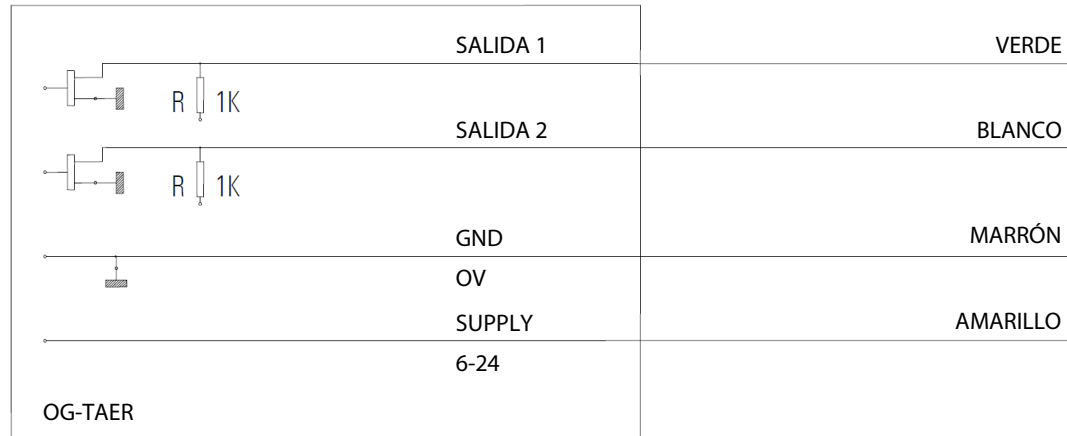 SALIDA 1 VERDE
R 1K
SALIDA 2 BLANCO
R 1K
GND MARRÓN
OV
SUPPLY AMARILLO
6-24
OG-TAER